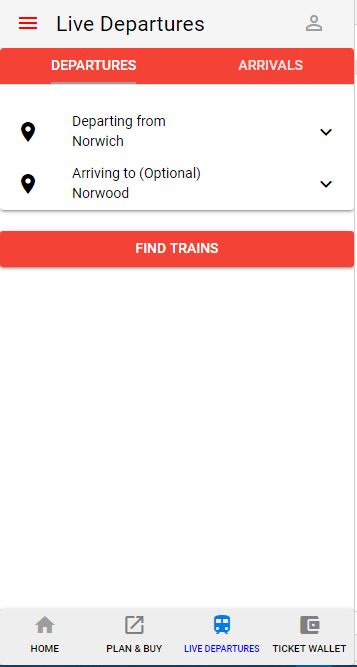 Live Departures
DEPARTURES ARRIVALS
Departing from
Norwich
Arriving to (Optional)
Norwood
FIND TRAINS
HOME PLAN & BUY LIVE DEPARTURES TICKET WALLET